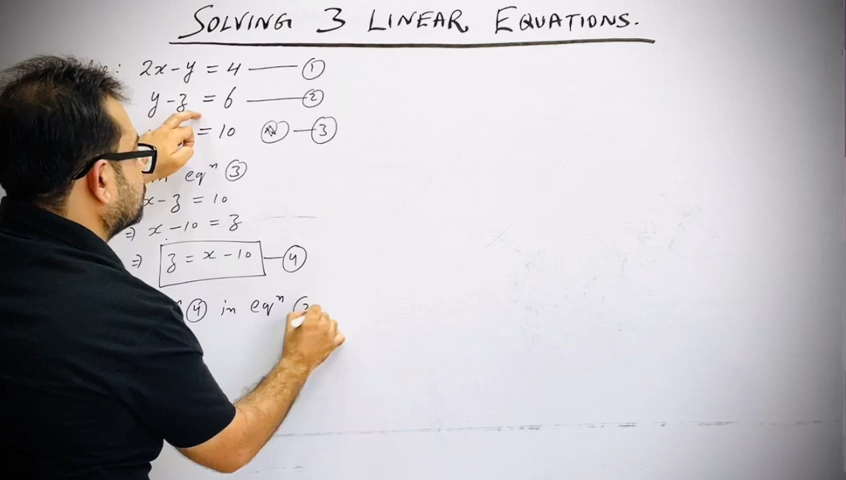 SOLVING 3 LINEAR EQUATIONS.
: 2x-y = 4 —— ①
y-z = 6 —— ②
= 10 — ③
in eqⁿ ③
x-z = 10
⇒ x-10 = z
⇒ z = x-10 — ④
④ in eqⁿ